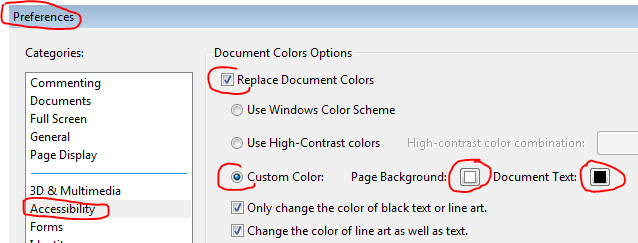 Preferences
Categories:
Commenting
Documents
Full Screen
General
Page Display
3D & Multimedia
Accessibility
Forms
Document Colors Options
Replace Document Colors
Use Windows Color Scheme
Use High-Contrast colors High-contrast color combination:
Custom Color: Page Background: Document Text:
Only change the color of black text or line art.
Change the color of line art as well as text.